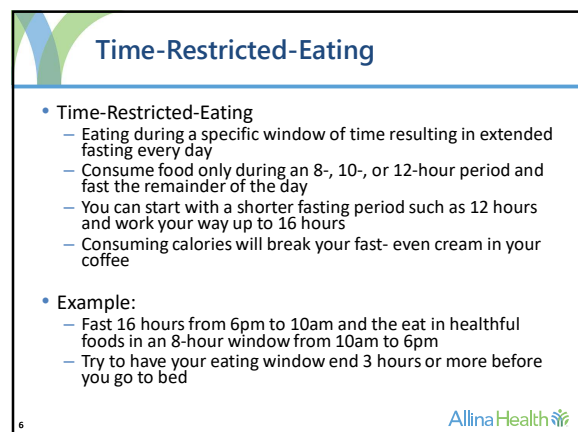 Time-Restricted-Eating
• Time-Restricted-Eating
– Eating during a specific window of time resulting in extended
fasting every day
– Consume food only during an 8-, 10-, or 12-hour period and
fast the remainder of the day
– You can start with a shorter fasting period such as 12 hours
and work your way up to 16 hours
– Consuming calories will break your fast- even cream in your
coffee
• Example:
– Fast 16 hours from 6pm to 10am and the eat in healthful
foods in an 8-hour window from 10am to 6pm
– Try to have your eating window end 3 hours or more before
you go to bed
6
Allina Health